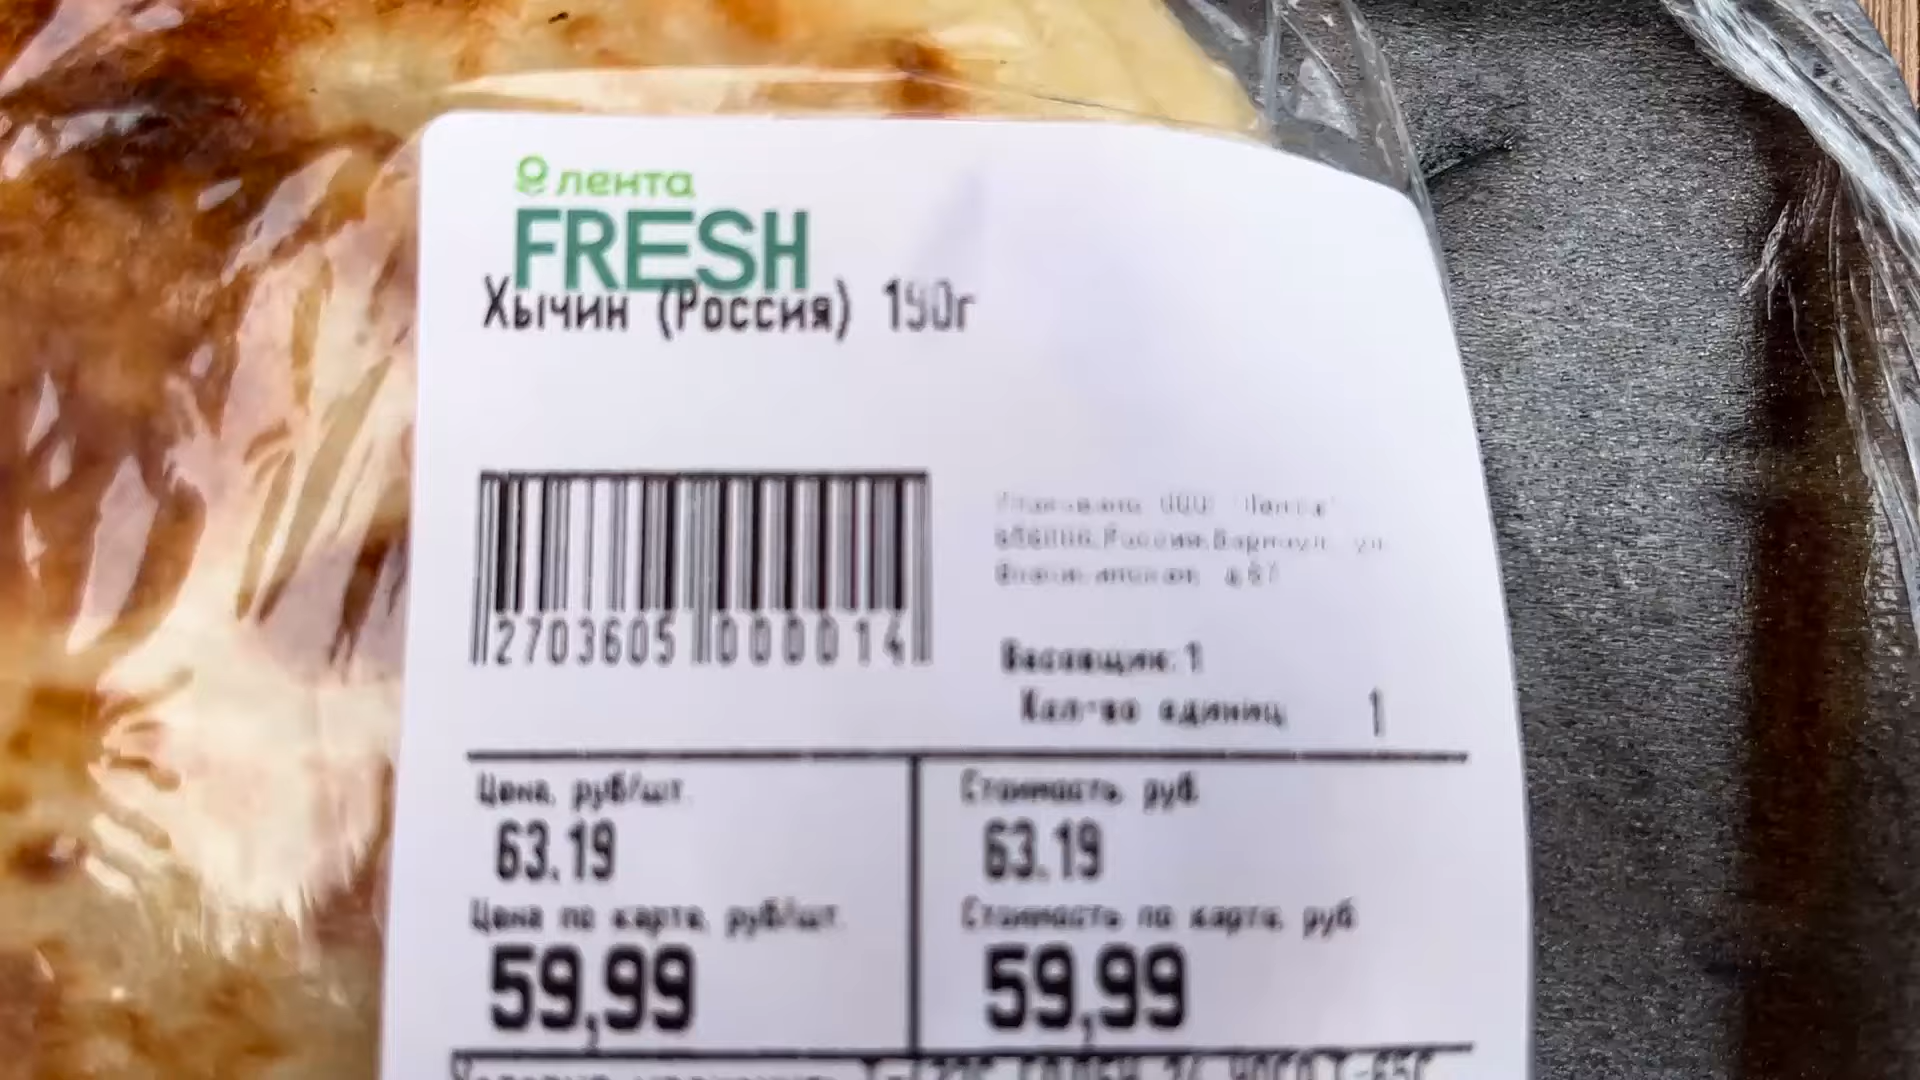 лента
FRESH
Хычин (Россия)
2703605 000014
Весовщик:1
Кол-во единиц 1
Цена, руб/шт.
63.19
Стоимость, руб
63.19
Цена по карте, руб/шт.
59,99
Стоимость по карте, руб
59,99